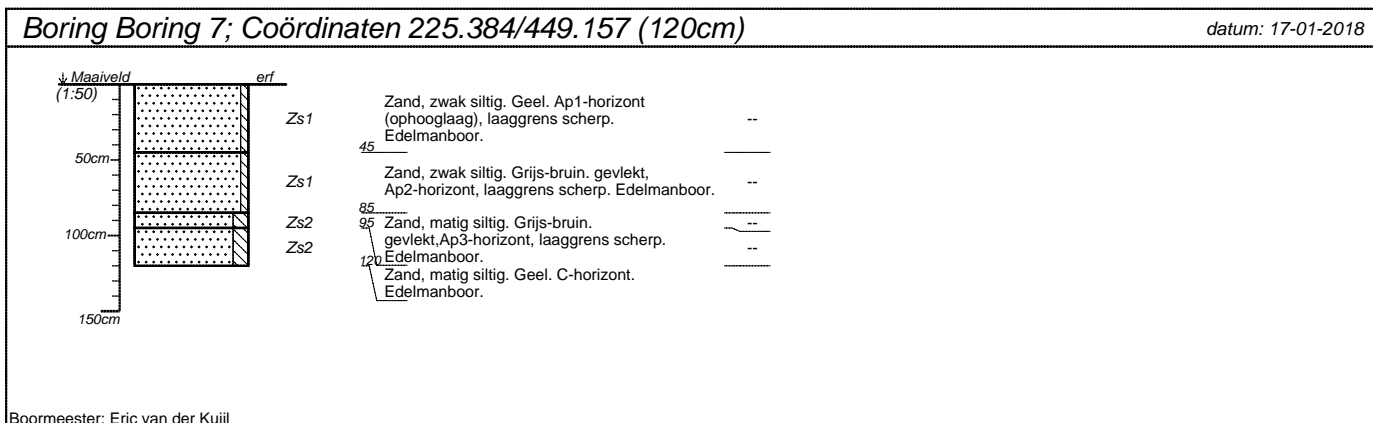 Boring Boring 7; Coördinaten 225.384/449.157 (120cm)
datum: 17-01-2018
Maaiveld
erf
(1:50)
Zs1
Zand, zwak siltig. Geel. Ap1-horizont
(ophooglaag), laaggrens scherp.
Edelmanboor.
--
45
50cm
Zs1
Zand, zwak siltig. Grijs-bruin. gevlekt,
Ap2-horizont, laaggrens scherp. Edelmanboor.
--
85
Zs2
95
Zand, matig siltig. Grijs-bruin.
gevlekt,Ap3-horizont, laaggrens scherp.
Edelmanboor.
--
100cm
Zs2
120
Zand, matig siltig. Geel. C-horizont.
Edelmanboor.
--
150cm
Boormeester: Eric van der Kuijl